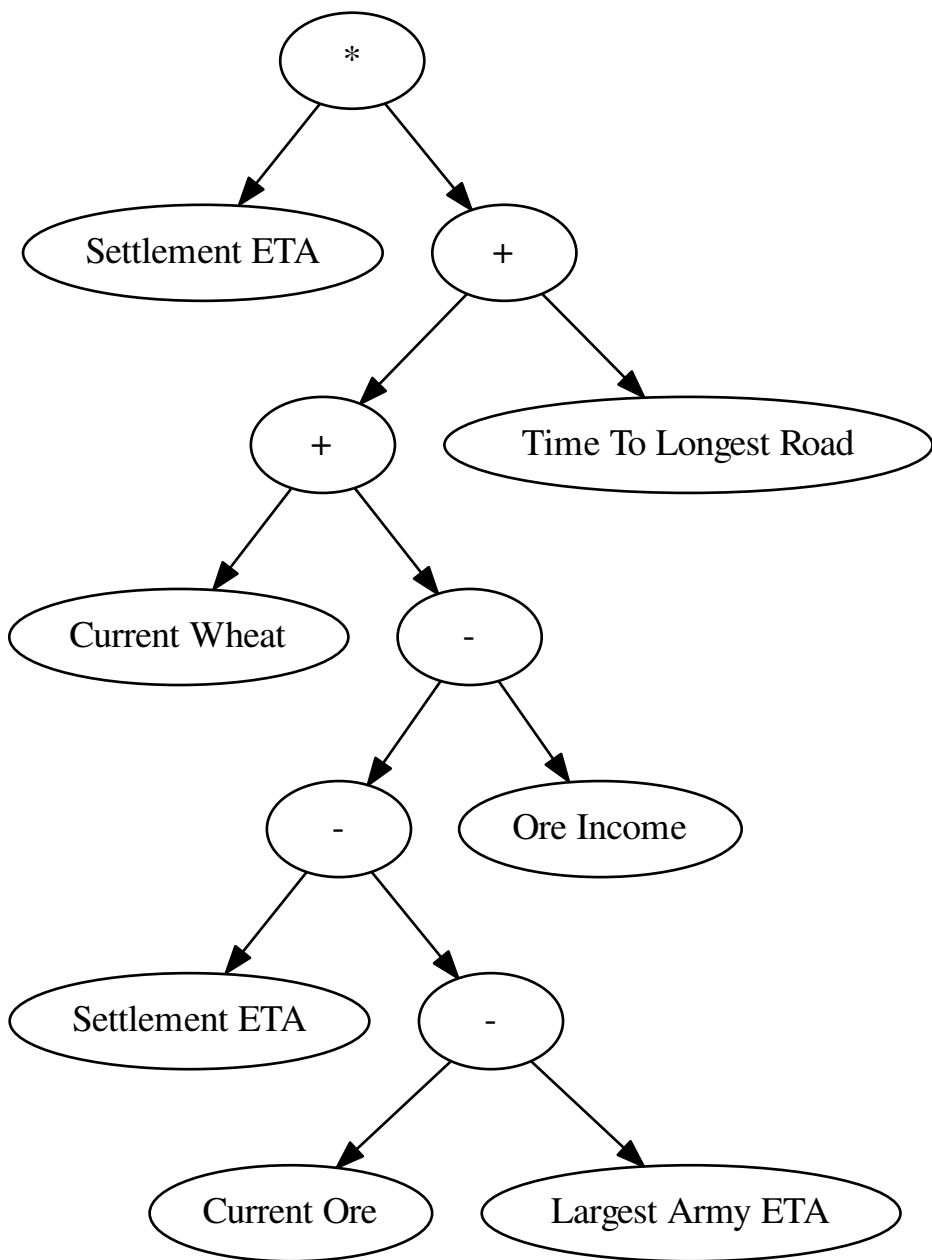 *
Settlement ETA
+
+
Time To Longest Road
Current Wheat
-
-
Ore Income
Settlement ETA
-
Current Ore
Largest Army ETA